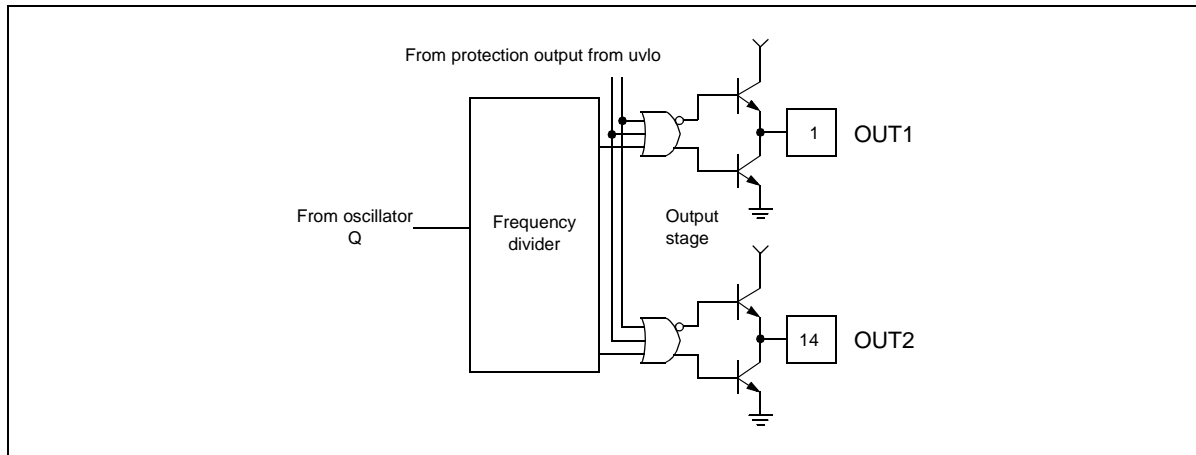 From protection output from uvlo
1
OUT1
From oscillator
Q
Frequency
divider
Output
stage
14
OUT2